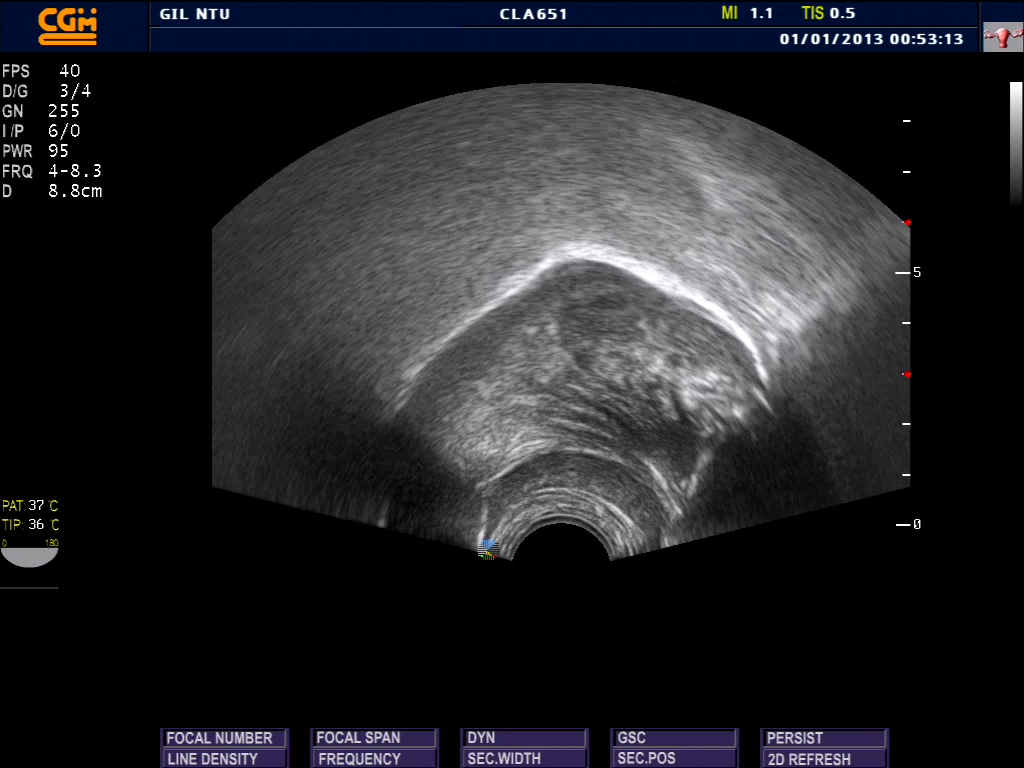 CGM
GIL NTU CLA651 MI 1.1 TIS 0.5
01/01/2013 00:53:13
FPS 40
D/G 3/4
GN 255
I/P 6/0
PWR 95
FRQ 4-8.3
D 8.8cm
5
PAT: 37 °C
TIP: 36 °C
0 180
0
FOCAL NUMBER FOCAL SPAN DYN GSC PERSIST
LINE DENSITY FREQUENCY SEC.WIDTH SEC.POS 2D REFRESH